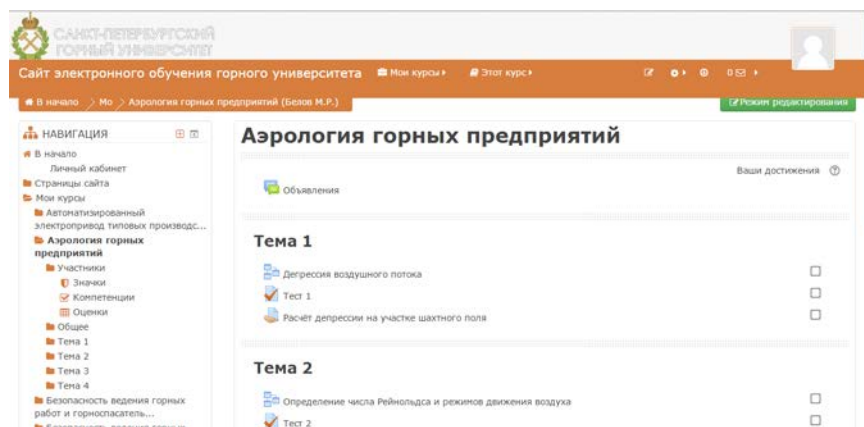 САНКТ-ПЕТЕРБУРГСКИЙ
ГОРНЫЙ УНИВЕРСИТЕТ
Сайт электронного обучения горного университета Мои курсы Этот курс 0
В начало Мо Аэрология горных предприятий (Белов М.Р.) Режим редактирования
НАВИГАЦИЯ
В начало
Личный кабинет
Страницы сайта
Мои курсы
Автоматизированный
электропривод типовых производс...
Аэрология горных
предприятий
Участники
Значки
Компетенции
Оценки
Общее
Тема 1
Тема 2
Тема 3
Тема 4
Безопасность ведения горных
работ и горноспасатель...
Безопасность ведения горных
Аэрология горных предприятий
Ваши достижения
Объявления
Тема 1
Депрессия воздушного потока
Тест 1
Расчёт депрессии на участке шахтного поля
Тема 2
Определение числа Рейнольдса и режимов движения воздуха
Тест 2